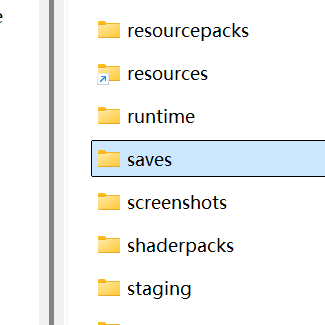 e
resourcepacks
resources
runtime
saves
screenshots
shaderpacks
staging